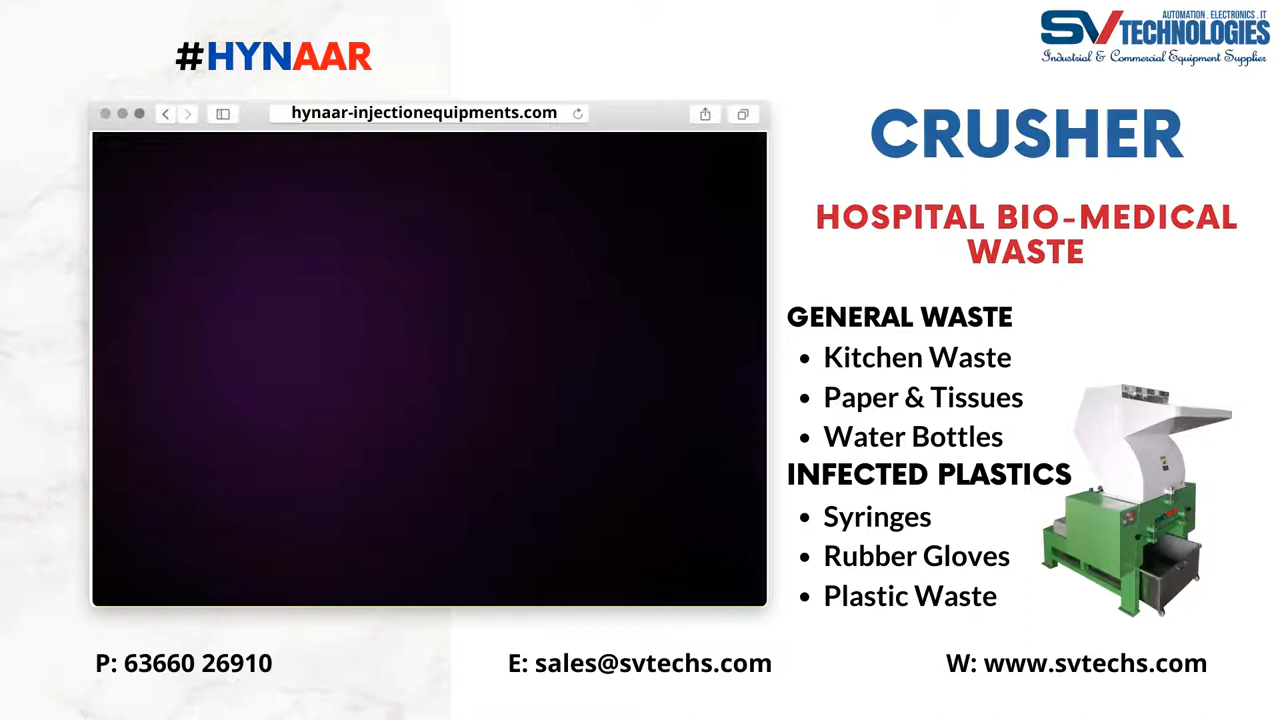 #HYNAAR
AUTOMATION . ELECTRONICS . IT
SVTECHNOLOGIES
Industrial & Commercial Equipment Supplier
hynaar-injectionequipments.com
CRUSHER
HOSPITAL BIO-MEDICAL
WASTE
GENERAL WASTE
• Kitchen Waste
• Paper & Tissues
• Water Bottles
INFECTED PLASTICS
• Syringes
• Rubber Gloves
• Plastic Waste
P: 63660 26910
E: sales@svtechs.com
W: www.svtechs.com